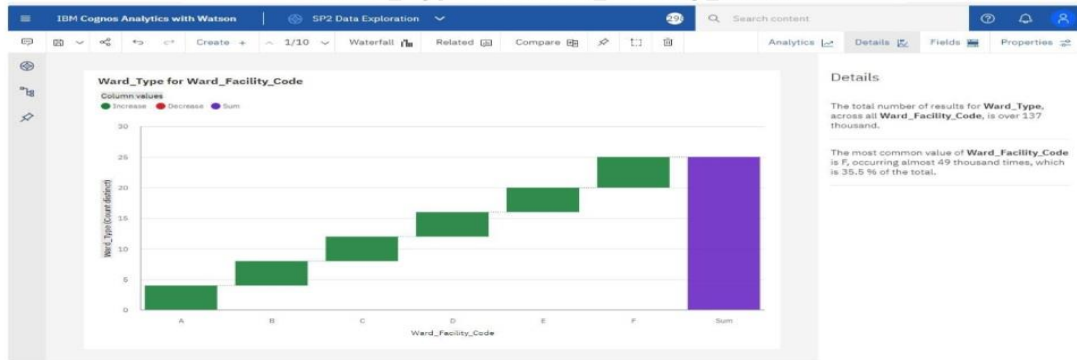 IBM Cognos Analytics with Watson
SP2 Data Exploration
Search content
Create +
1/10
Waterfall
Related
Compare
Analytics
Details
Fields
Properties
Ward_Type for Ward_Facility_Code
Column values
Increase Decrease Sum
30
25
20
15
10
5
0
Ward_Type (Count distinct)
A B C D E F Sum
Ward_Facility_Code
Details
The total number of results for Ward_Type,
across all Ward_Facility_Code, is over 137
thousand.
The most common value of Ward_Facility_Code
is F, occurring almost 49 thousand times, which
is 35.5 % of the total.